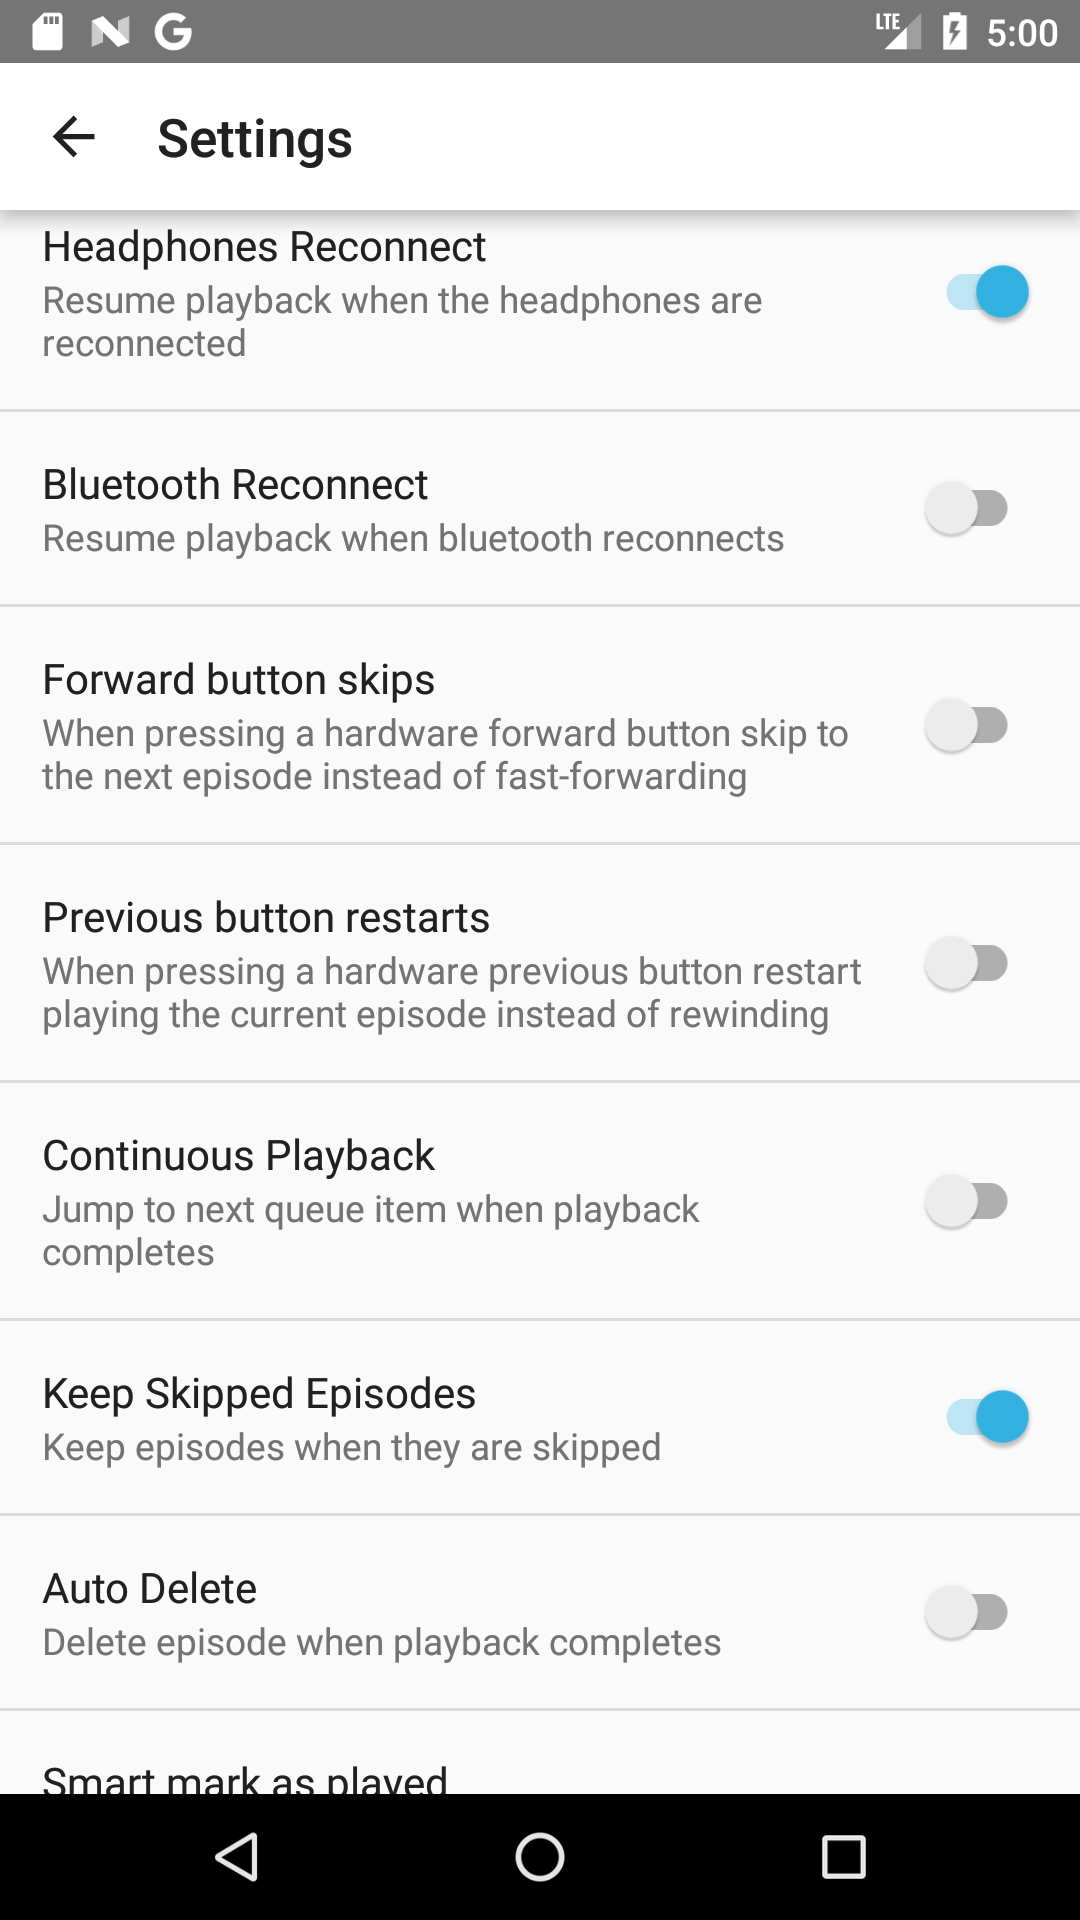 LTE 5:00
Settings
Headphones Reconnect
Resume playback when the headphones are
reconnected
Bluetooth Reconnect
Resume playback when bluetooth reconnects
Forward button skips
When pressing a hardware forward button skip to
the next episode instead of fast-forwarding
Previous button restarts
When pressing a hardware previous button restart
playing the current episode instead of rewinding
Continuous Playback
Jump to next queue item when playback
completes
Keep Skipped Episodes
Keep episodes when they are skipped
Auto Delete
Delete episode when playback completes
Smart mark as played